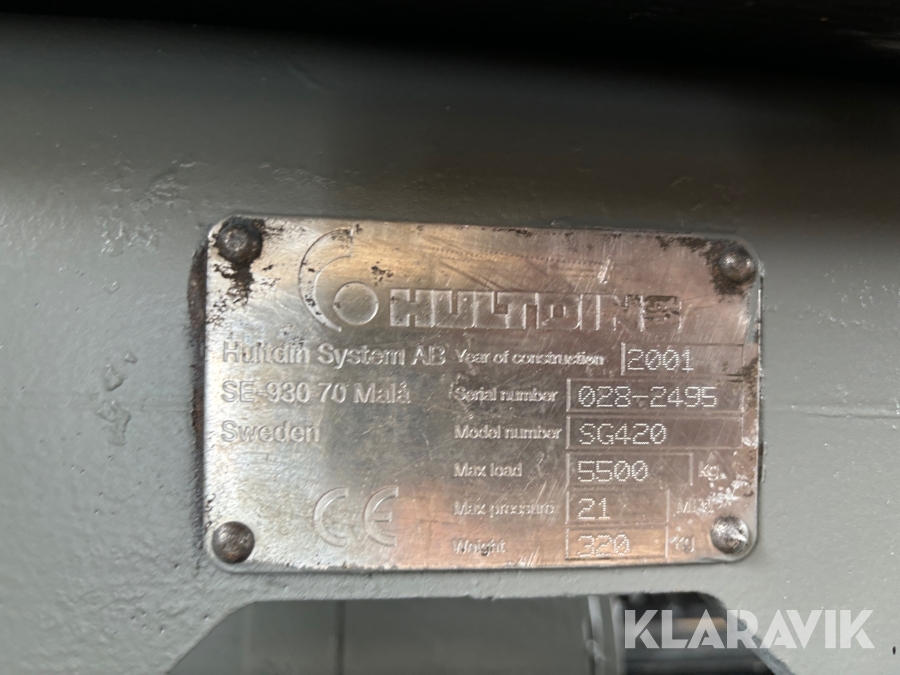 HULTDINS
Hultdin System AB
SE-930 70 Malå
Sweden
CE
Year of construction 2001
Serial number 028-2495
Model number SG420
Max load 5500 kg
Max pressure 21 MPa
Weight 320 kg
KLARAVIK